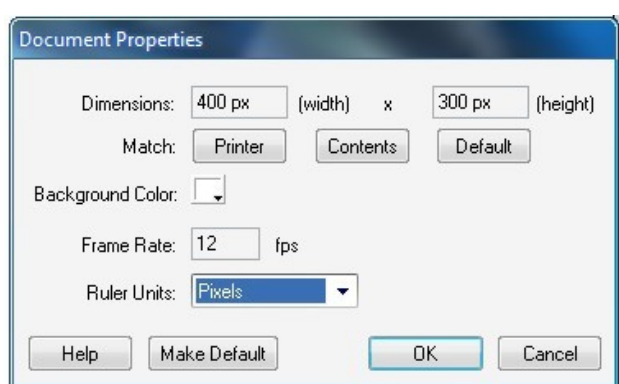 Document Properties
Dimensions: 400 px (width) x 300 px (height)
Match: Printer Contents Default
Background Color:
Frame Rate: 12 fps
Ruler Units: Pixels
Help Make Default OK Cancel